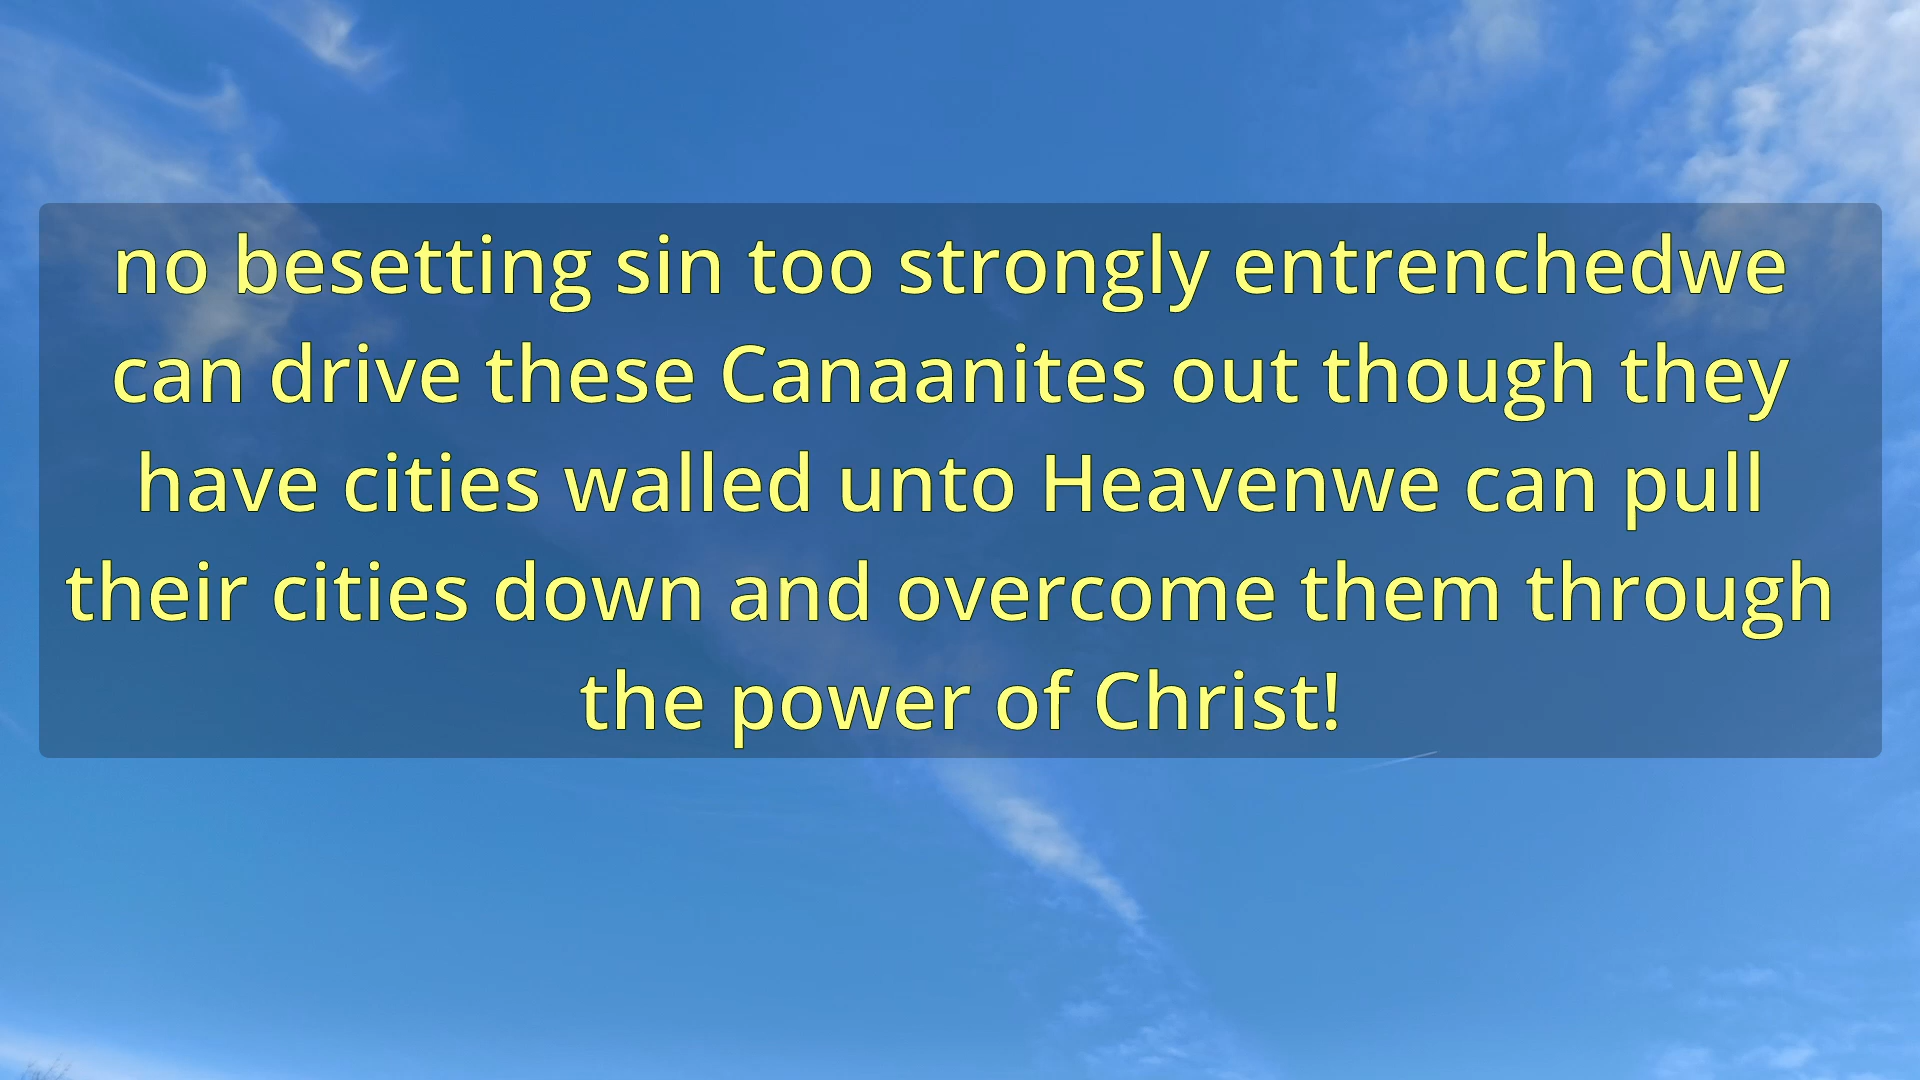 no besetting sin too strongly entrenchedwe
can drive these Canaanites out though they
have cities walled unto Heavenwe can pull
their cities down and overcome them through
the power of Christ!